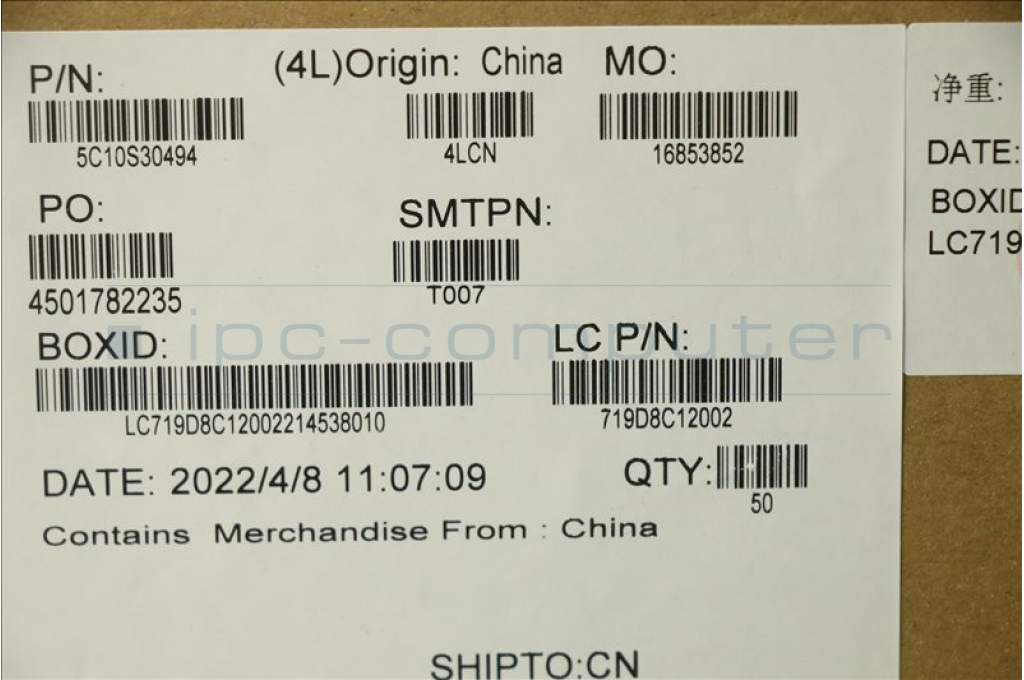 P/N: (4L)Origin: China MO:
5C10S30494 4LCN 16853852
PO: SMTPN:
4501782235 T007
ipc-computer
BOXID: LC P/N:
LC719D8C12002214538010 719D8C12002
DATE: 2022/4/8 11:07:09 QTY:
50
Contains Merchandise From : China
SHIPTO:CN
净重:
DATE:
BOXID
LC719